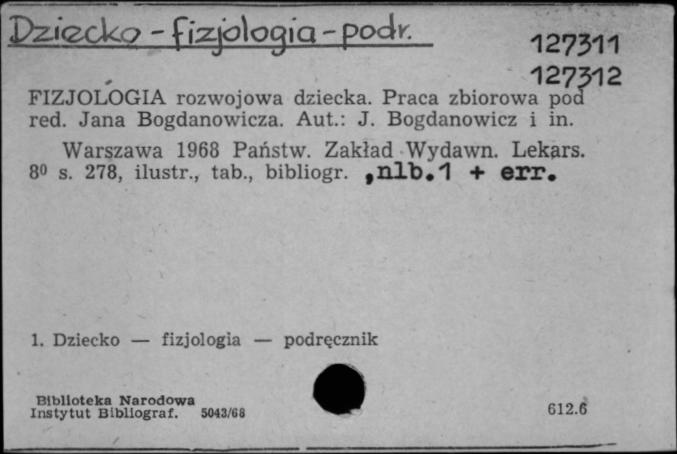 Dziecko - fizjologia - podr.
127311
127312
FIZJOLOGIA rozwojowa dziecka. Praca zbiorowa pod
red. Jana Bogdanowicza. Aut.: J. Bogdanowicz i in.
Warszawa 1968 Państw. Zakład Wydawn. Lekars.
8⁰ s. 278, ilustr., tab., bibliogr. ,nlb.1 + err.
1. Dziecko — fizjologia — podręcznik
Biblioteka Narodowa
Instytut Bibliograf. 5043/68
612.6